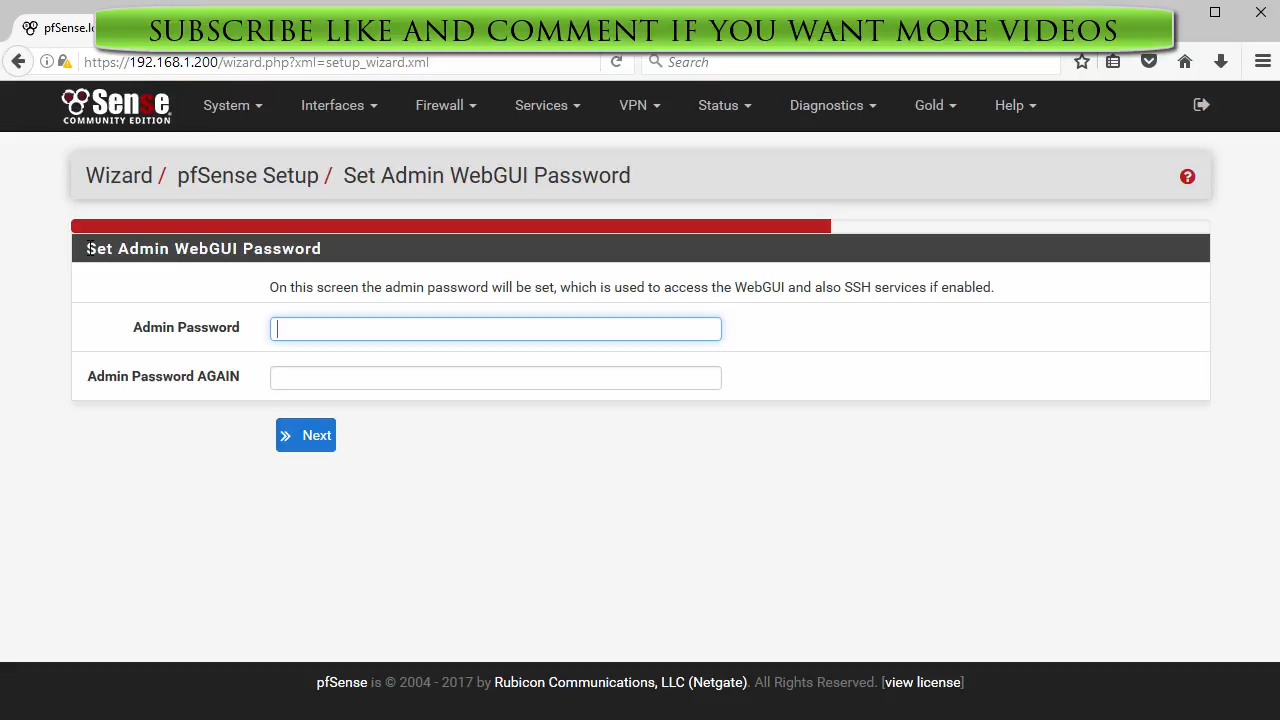 pfSense.lo
SUBSCRIBE LIKE AND COMMENT IF YOU WANT MORE VIDEOS
https://192.168.1.200/wizard.php?xml=setup_wizard.xml
Search
Sense
COMMUNITY EDITION
System
Interfaces
Firewall
Services
VPN
Status
Diagnostics
Gold
Help
Wizard / pfSense Setup / Set Admin WebGUI Password
Set Admin WebGUI Password
On this screen the admin password will be set, which is used to access the WebGUI and also SSH services if enabled.
Admin Password
Admin Password AGAIN
Next
pfSense is © 2004 - 2017 by Rubicon Communications, LLC (Netgate). All Rights Reserved. [view license]